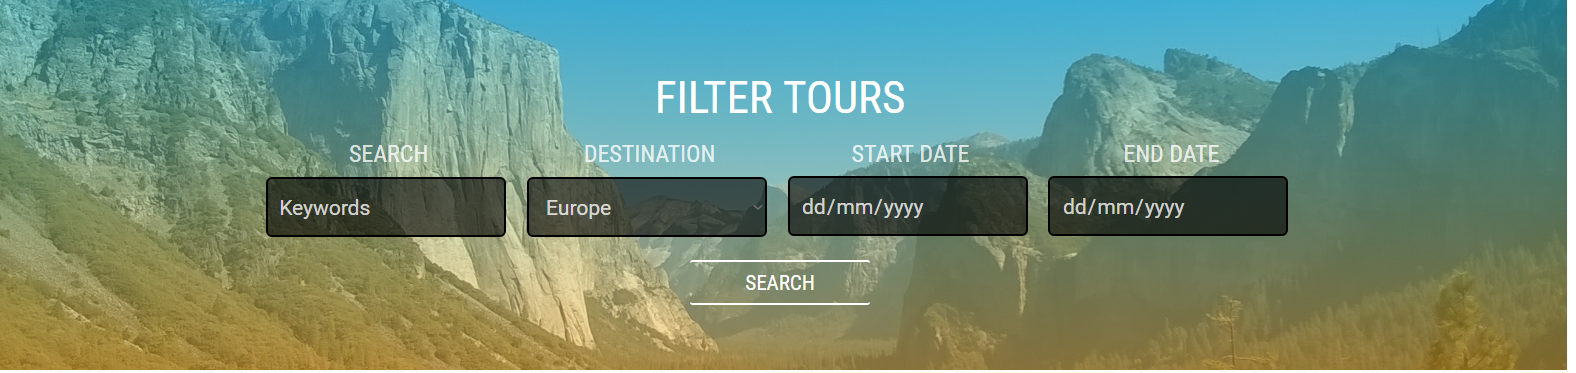 FILTER TOURS
SEARCH DESTINATION START DATE END DATE
Keywords Europe dd/mm/yyyy dd/mm/yyyy
SEARCH